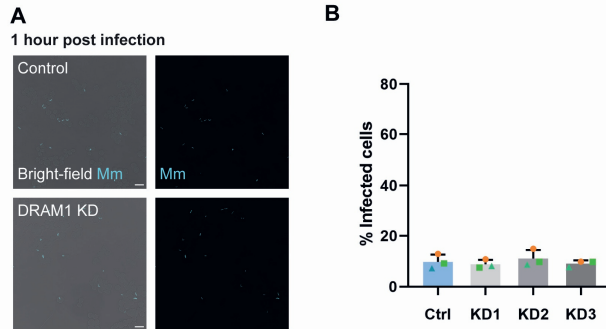 A
1 hour post infection
Control
Bright-field Mm
Mm
DRAM1 KD
B
% Infected cells
80
60
40
20
0
Ctrl KD1 KD2 KD3